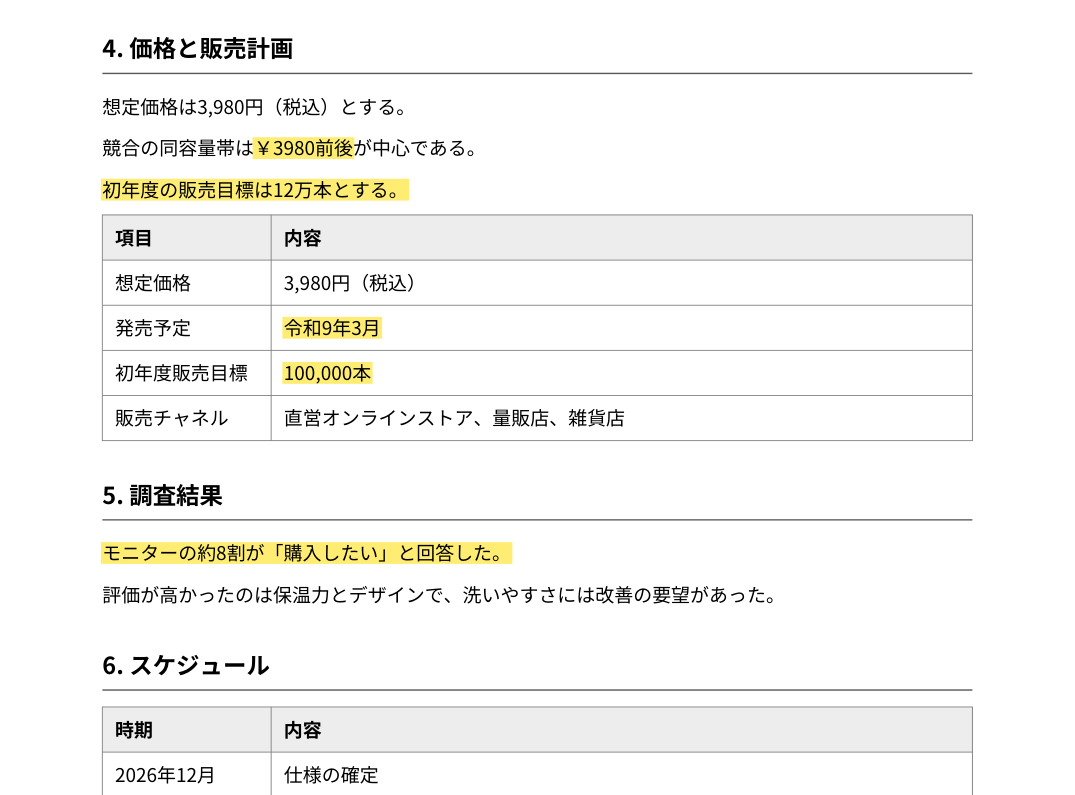 4. 価格と販売計画
想定価格は3,980円（税込）とする。
競合の同容量帯は￥3980前後が中心である。
初年度の販売目標は12万本とする。
項目 内容
想定価格 3,980円（税込）
発売予定 令和9年3月
初年度販売目標 100,000本
販売チャネル 直営オンラインストア、量販店、雑貨店
5. 調査結果
モニターの約8割が「購入したい」と回答した。
評価が高かったのは保温力とデザインで、洗いやすさには改善の要望があった。
6. スケジュール
時期 内容
2026年12月 仕様の確定